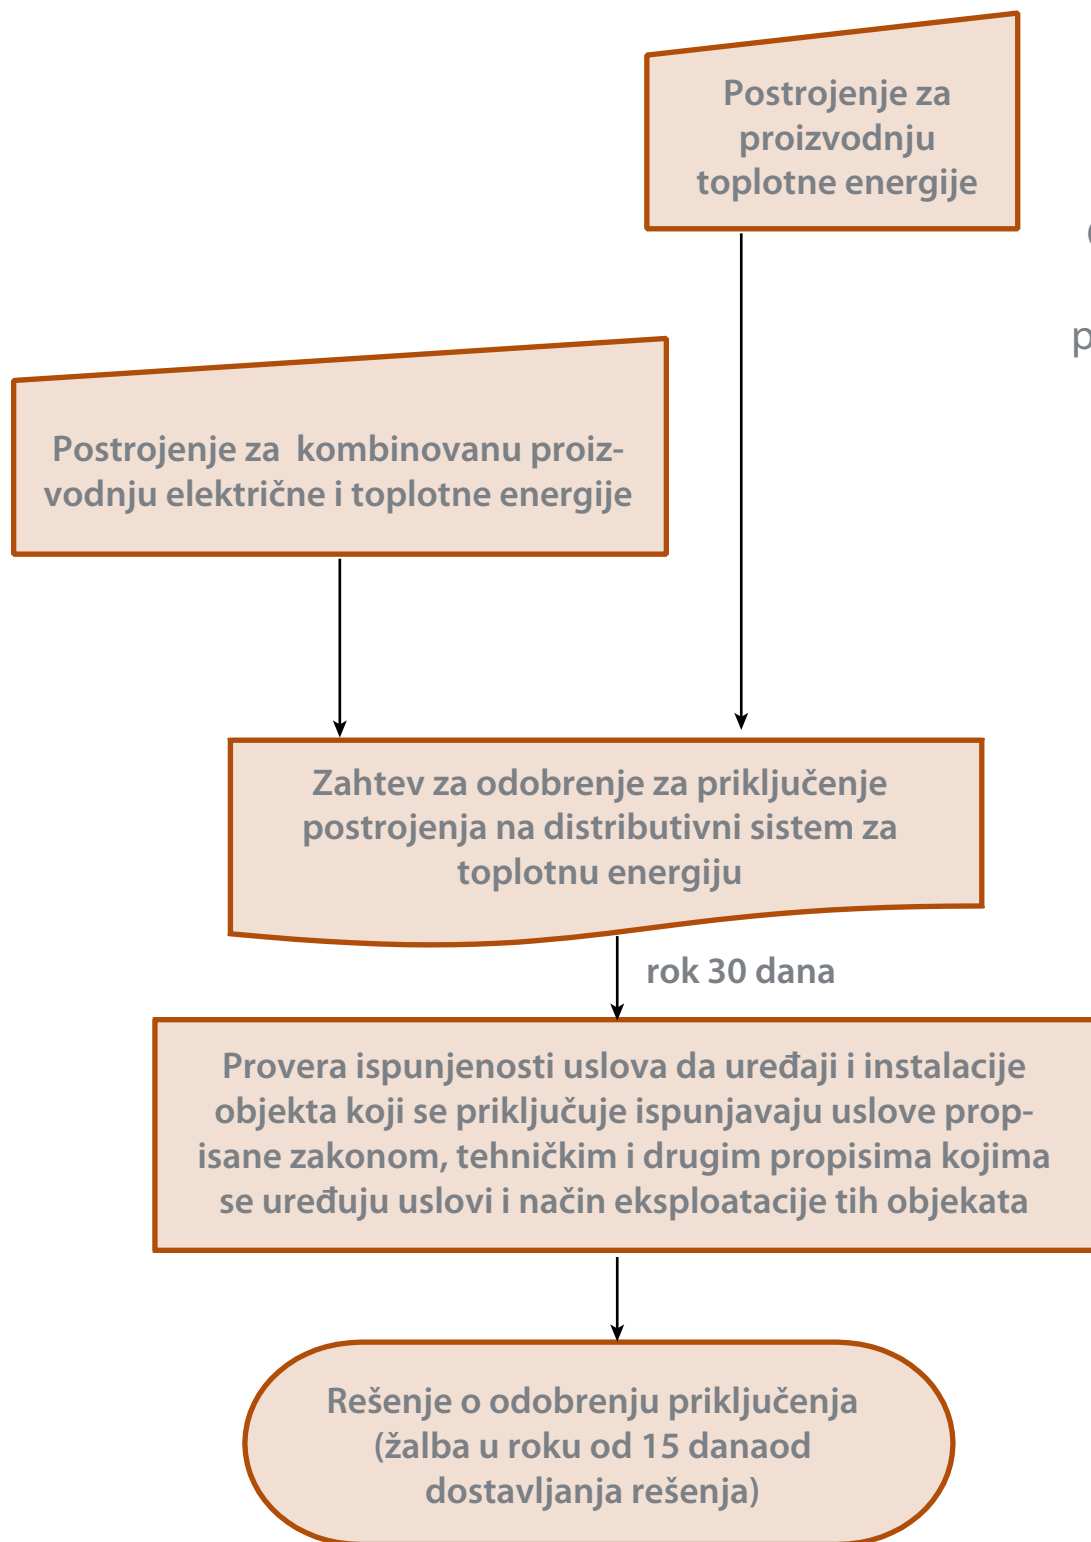 Postrojenje za
proizvodnju
toplotne energije
Postrojenje za kombinovanu proiz-
vodnju električne i toplotne energije
Zahtev za odobrenje za priključenje
postrojenja na distributivni sistem za
toplotnu energiju
rok 30 dana
Provera ispunjenosti uslova da uređaji i instalacije
objekta koji se priključuje ispunjavaju uslove prop-
isane zakonom, tehničkim i drugim propisima kojima
se uređuju uslovi i način eksploatacije tih objekata
Rešenje o odobrenju priključenja
(žalba u roku od 15 danaod
dostavljanja rešenja)